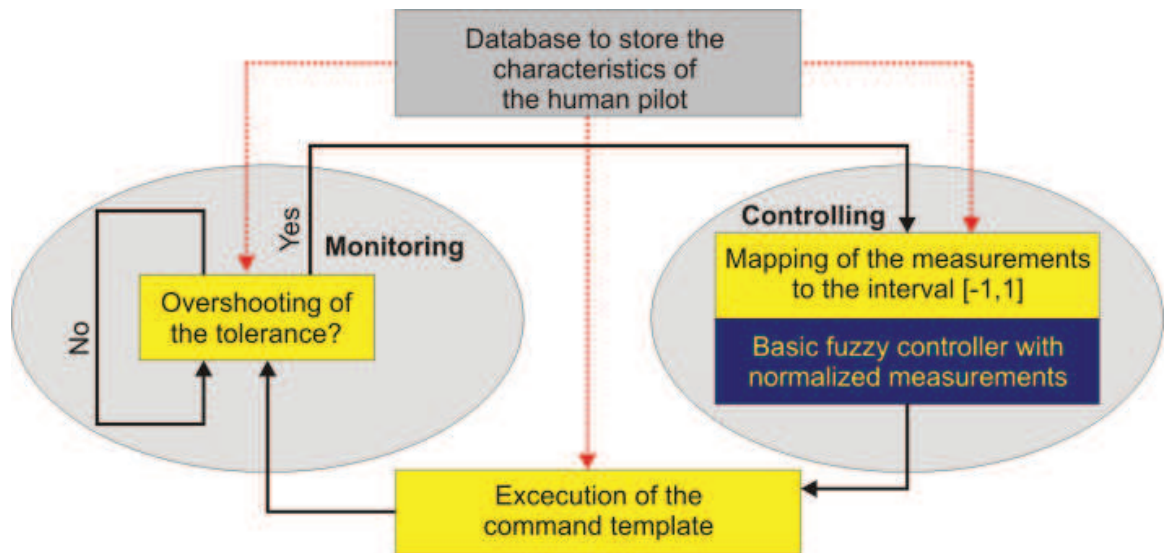 Database to store the
characteristics of
the human pilot
Yes
Monitoring
No
Overshooting of
the tolerance?
Controlling
Mapping of the measurements
to the interval [-1,1]
Basic fuzzy controller with
normalized measurements
Excecution of the
command template